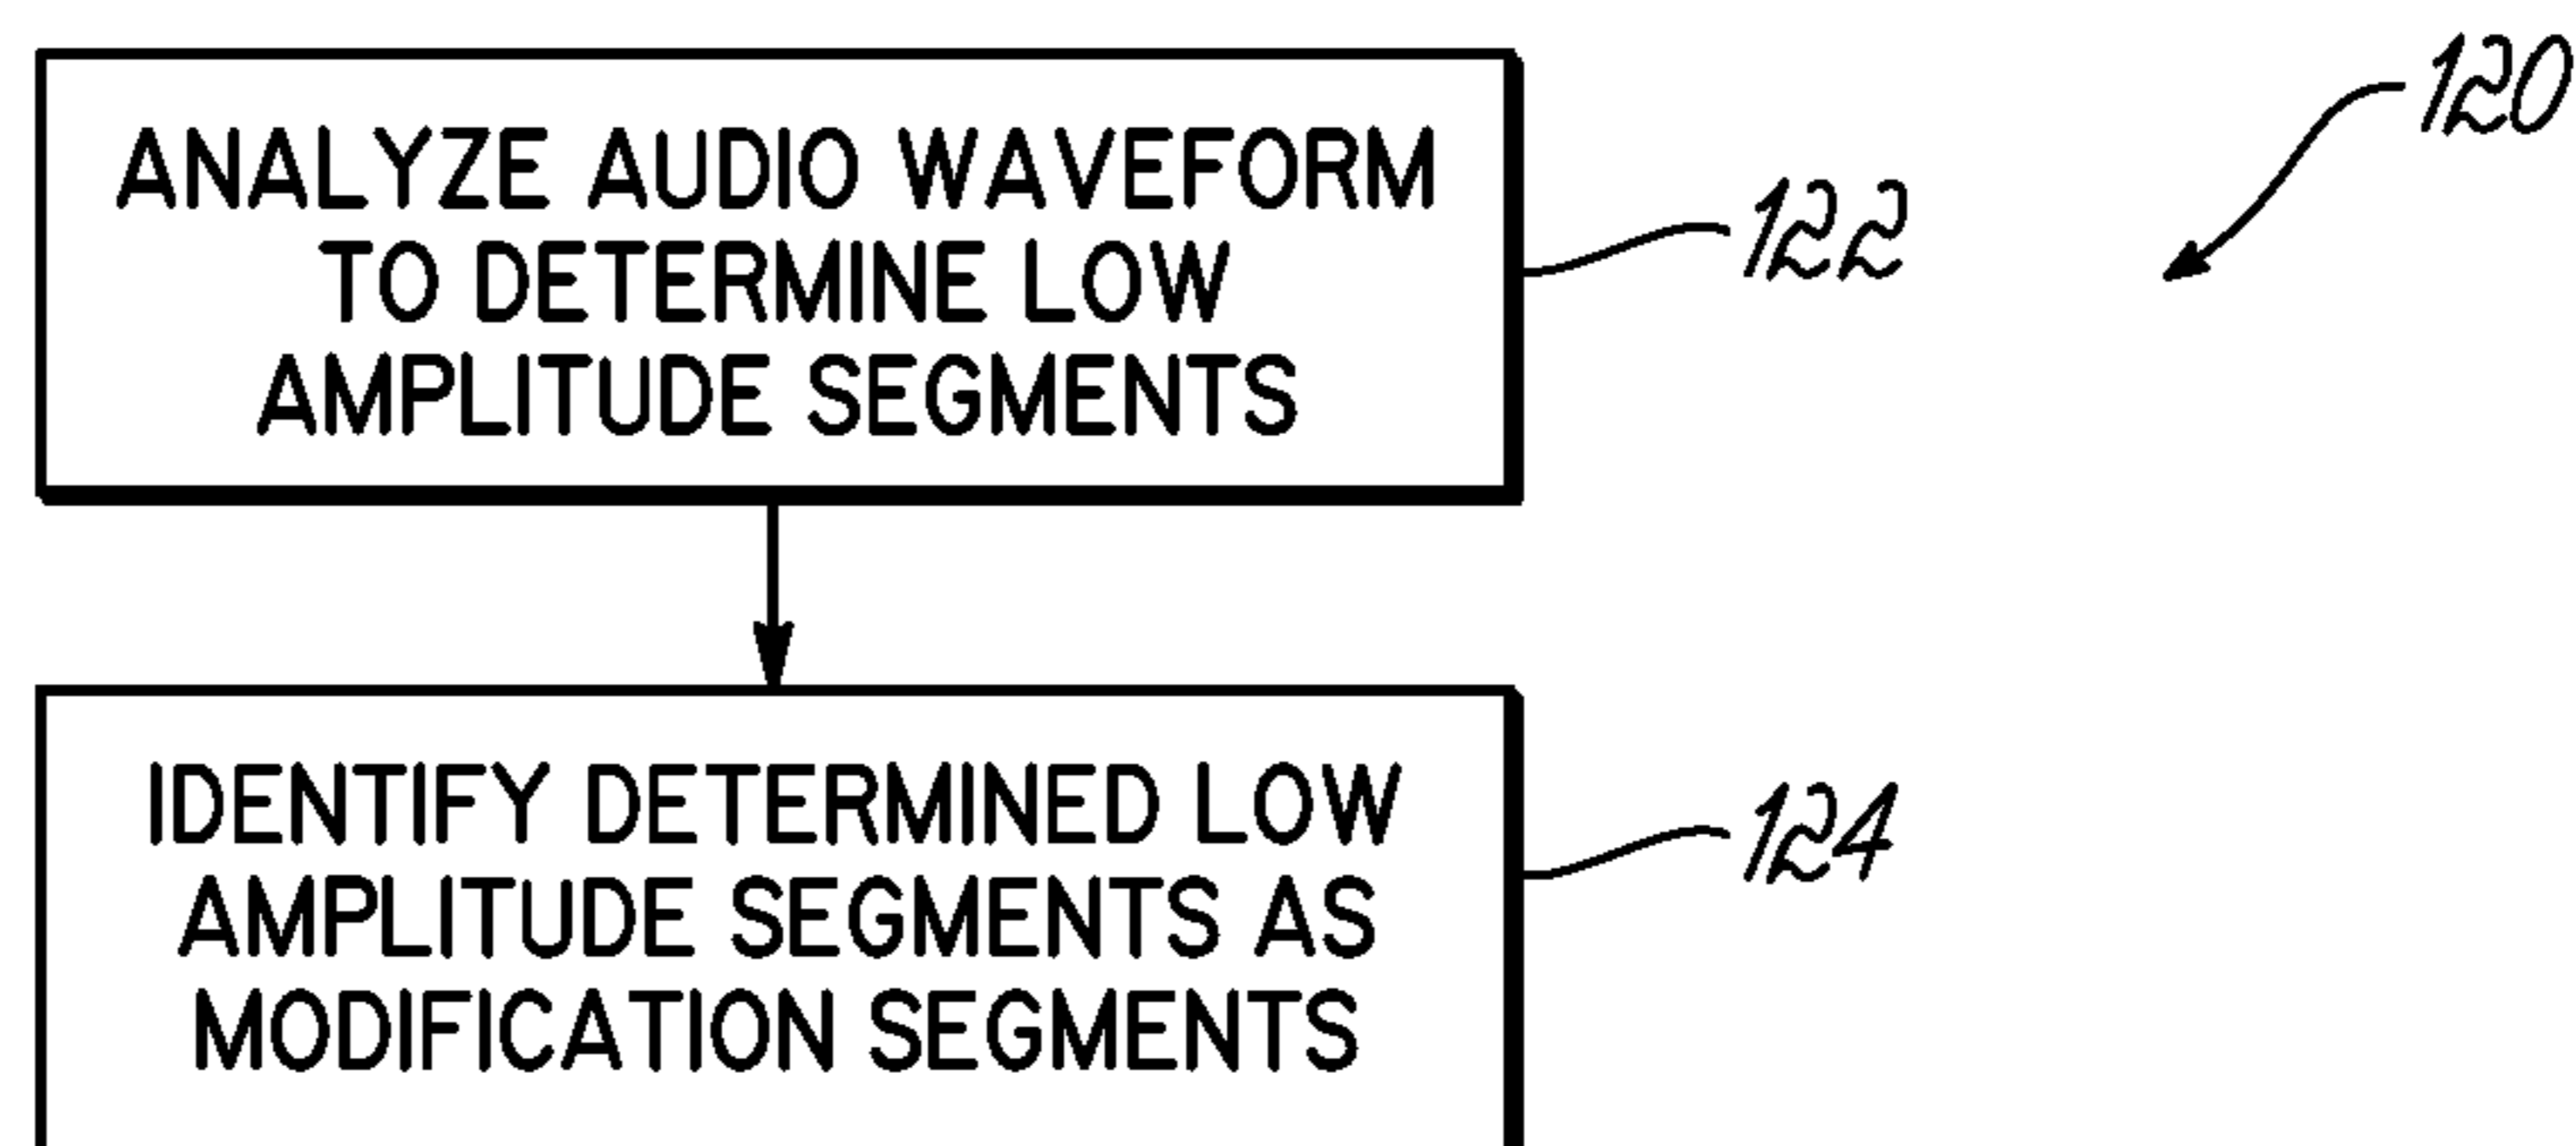 120
ANALYZE AUDIO WAVEFORM
TO DETERMINE LOW
AMPLITUDE SEGMENTS
122
IDENTIFY DETERMINED LOW
AMPLITUDE SEGMENTS AS
MODIFICATION SEGMENTS
124